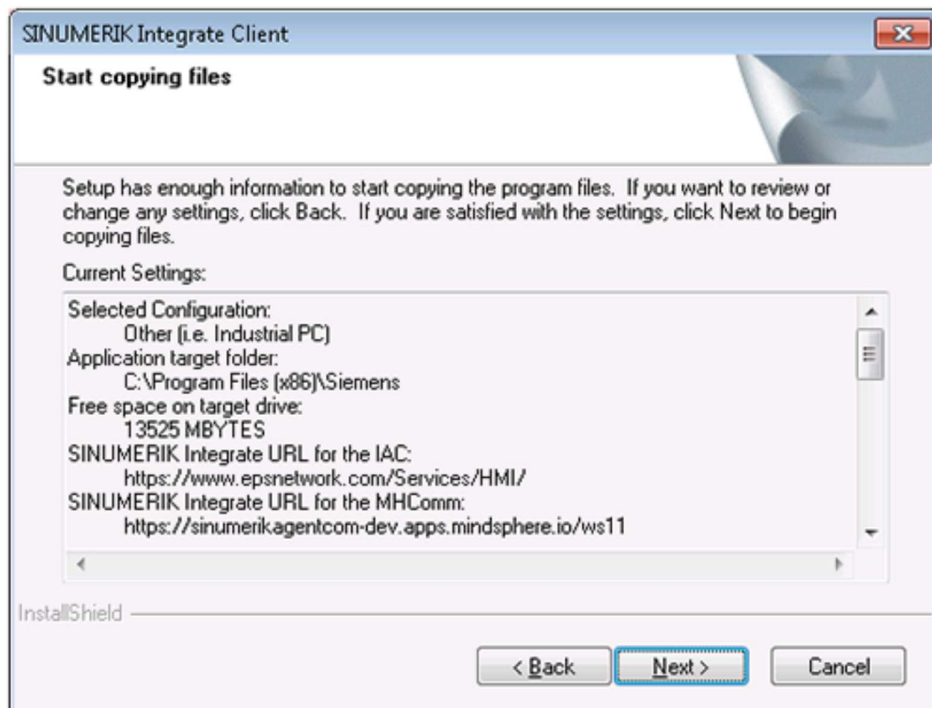 SINUMERIK Integrate Client
Start copying files
Setup has enough information to start copying the program files. If you want to review or
change any settings, click Back. If you are satisfied with the settings, click Next to begin
copying files.
Current Settings:
Selected Configuration:
Other (i.e. Industrial PC)
Application target folder:
C:\Program Files (x86)\Siemens
Free space on target drive:
13525 MBYTES
SINUMERIK Integrate URL for the IAC:
https://www.epsnetwork.com/Services/HMI/
SINUMERIK Integrate URL for the MHComm:
https://sinumerikagentcom-dev.apps.mindsphere.io/ws11
InstallShield
< Back Next > Cancel